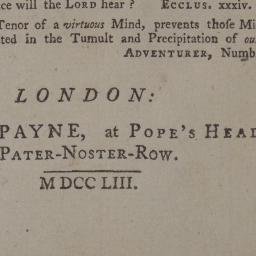 ce will the LORD hear? ECCLUS. xxxiv.
Tenor of a virtuous Mind, prevents those Mi
ted in the Tumult and Precipitation of ou
ADVENTURER, Numb
LONDON:
PAYNE, at POPE'S HEAD
PATER-NOSTER-ROW.
MDCCLIII.